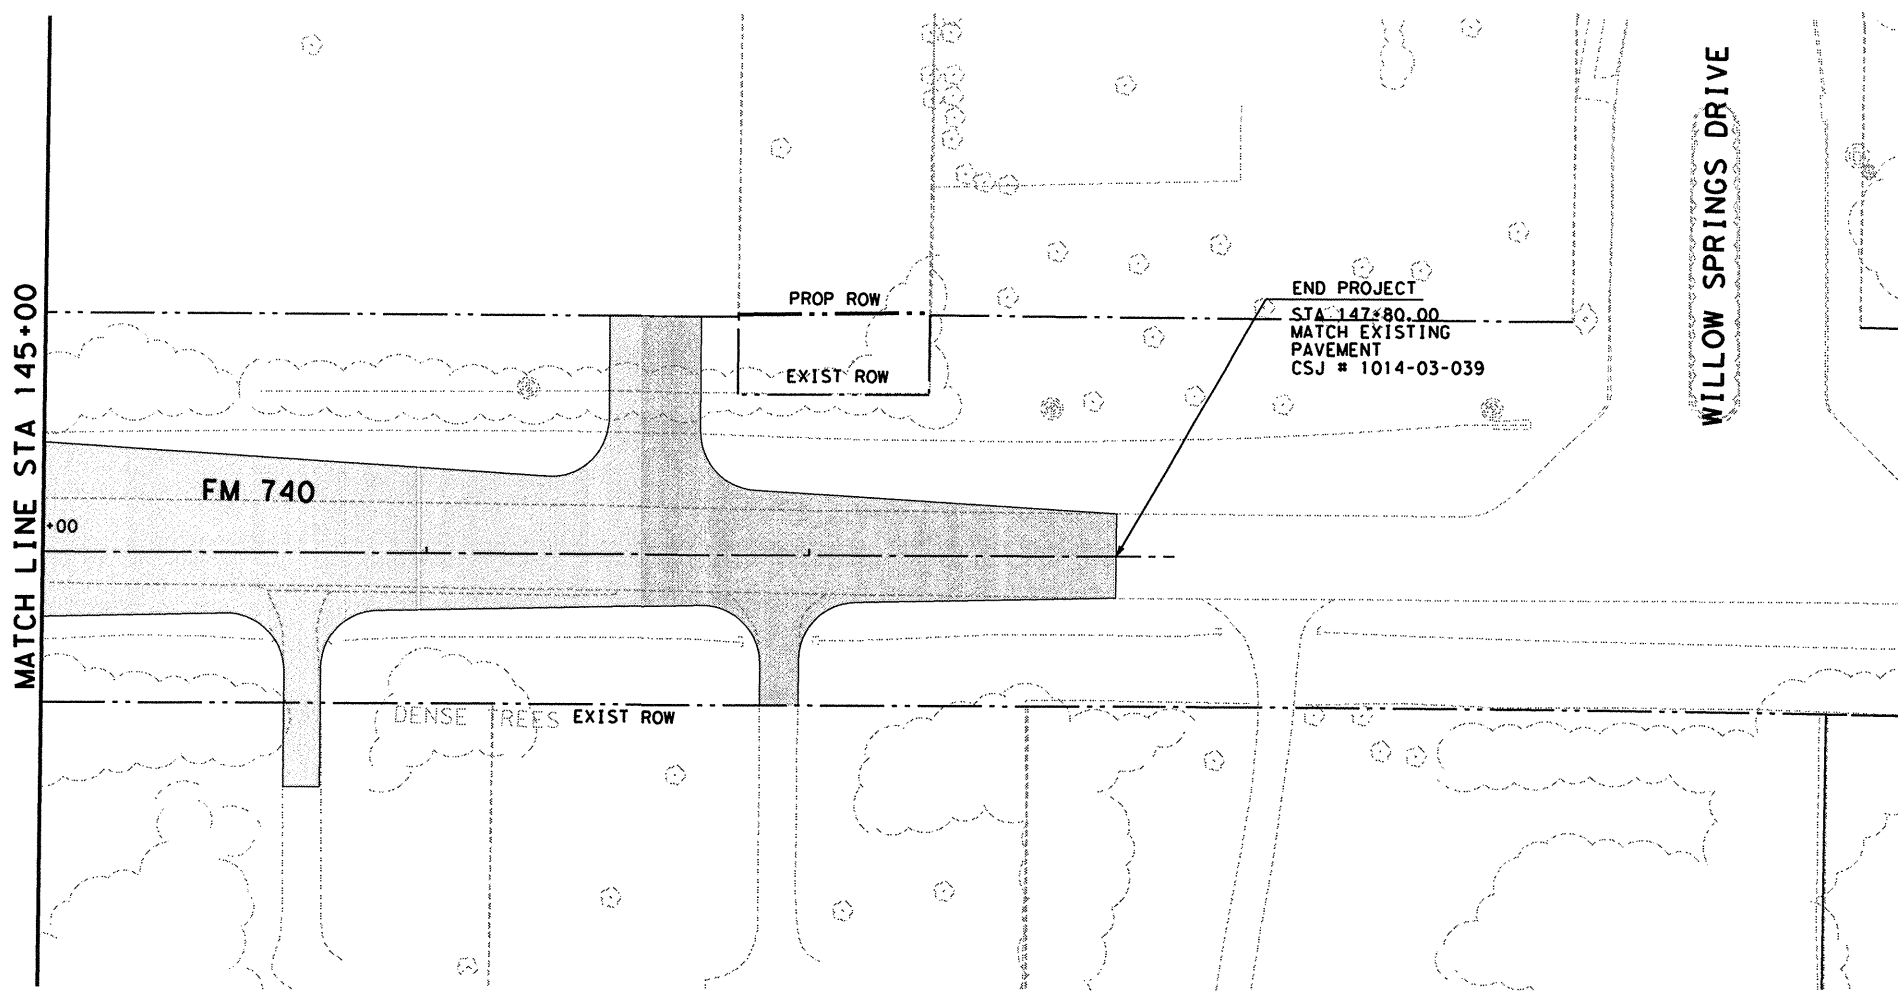 MATCH LINE STA 145+00
WILLOW SPRINGS DRIVE
END PROJECT
STA 147+80.00
MATCH EXISTING
PAVEMENT
CSJ # 1014-03-039
PROP ROW
EXIST ROW
FM 740
+00
DENSE TREES
EXIST ROW